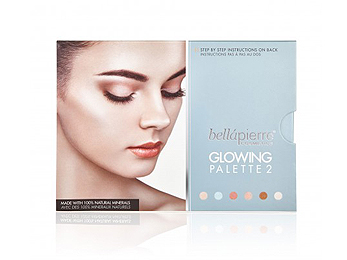 STEP BY STEP INSTRUCTIONS ON BACK
INSTRUCTIONS PAS À PAS AU DOS
bellápierre
GLOWING
PALETTE 2
MADE WITH 100% NATURAL MINERALS
AVEC DES 100% MINERAUX NATURELS